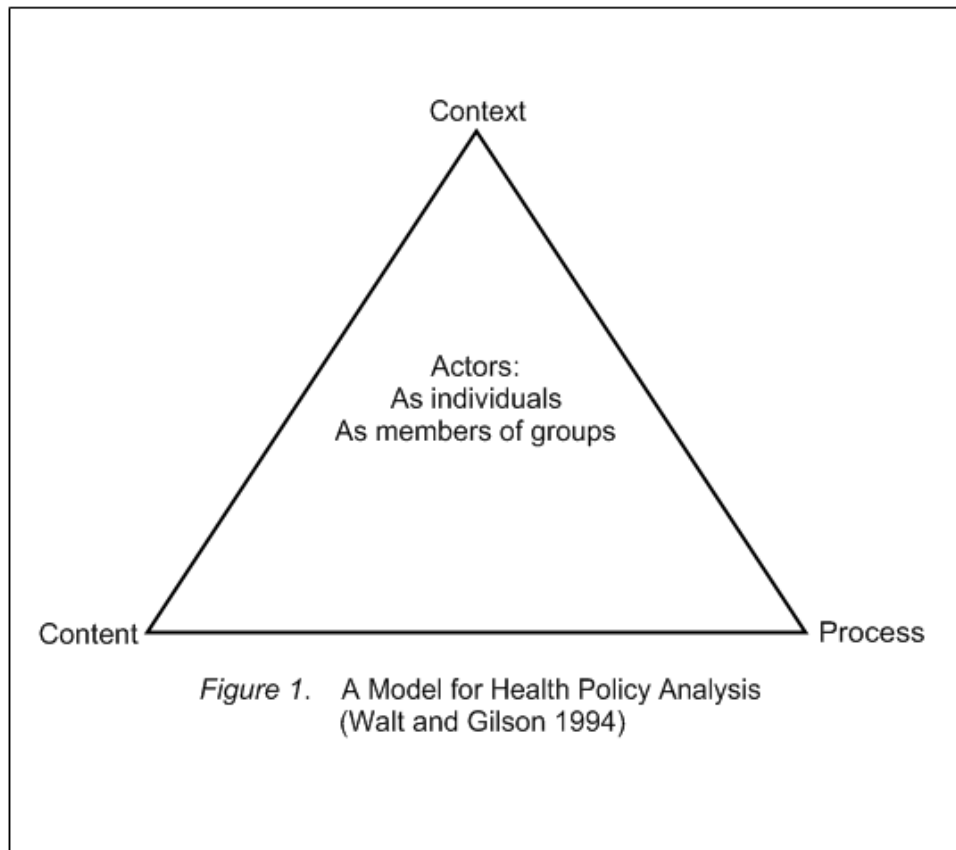 Context
Actors:
As individuals
As members of groups
Content
Process
Figure 1. A Model for Health Policy Analysis
(Walt and Gilson 1994)